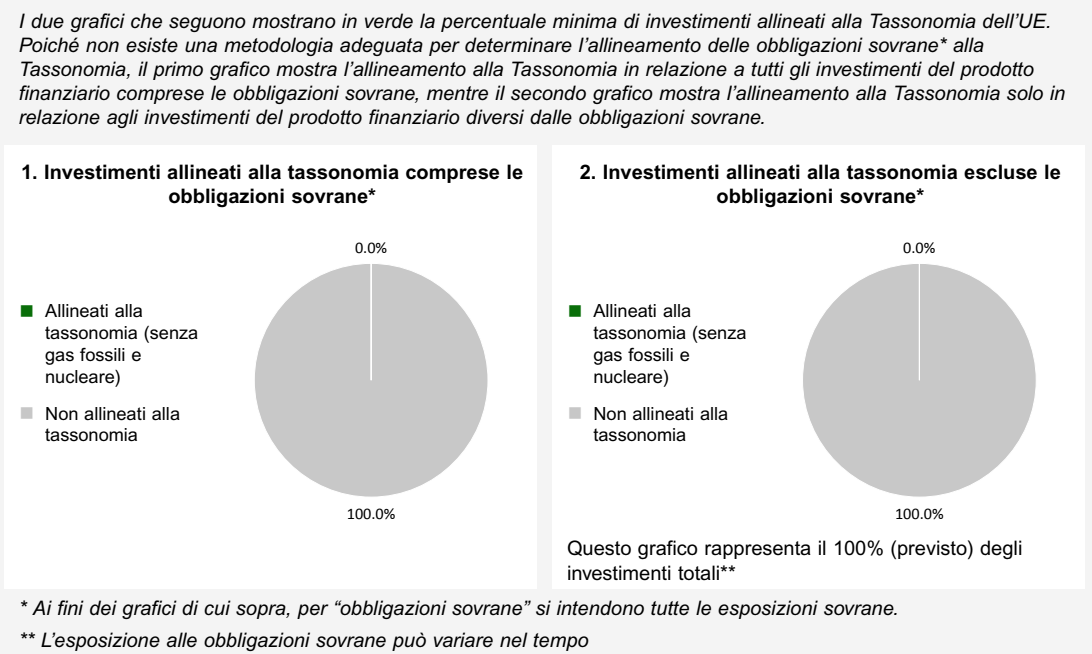 I due grafici che seguono mostrano in verde la percentuale minima di investimenti allineati alla Tassonomia dell’UE.
Poiché non esiste una metodologia adeguata per determinare l’allineamento delle obbligazioni sovrane* alla
Tassonomia, il primo grafico mostra l’allineamento alla Tassonomia in relazione a tutti gli investimenti del prodotto
finanziario comprese le obbligazioni sovrane, mentre il secondo grafico mostra l’allineamento alla Tassonomia solo in
relazione agli investimenti del prodotto finanziario diversi dalle obbligazioni sovrane.
1. Investimenti allineati alla tassonomia comprese le
obbligazioni sovrane*
0.0%
Allineati alla
tassonomia (senza
gas fossili e
nucleare)
Non allineati alla
tassonomia
100.0%
2. Investimenti allineati alla tassonomia escluse le
obbligazioni sovrane*
0.0%
Allineati alla
tassonomia (senza
gas fossili e
nucleare)
Non allineati alla
tassonomia
100.0%
Questo grafico rappresenta il 100% (previsto) degli
investimenti totali**
* Ai fini dei grafici di cui sopra, per “obbligazioni sovrane” si intendono tutte le esposizioni sovrane.
** L’esposizione alle obbligazioni sovrane può variare nel tempo